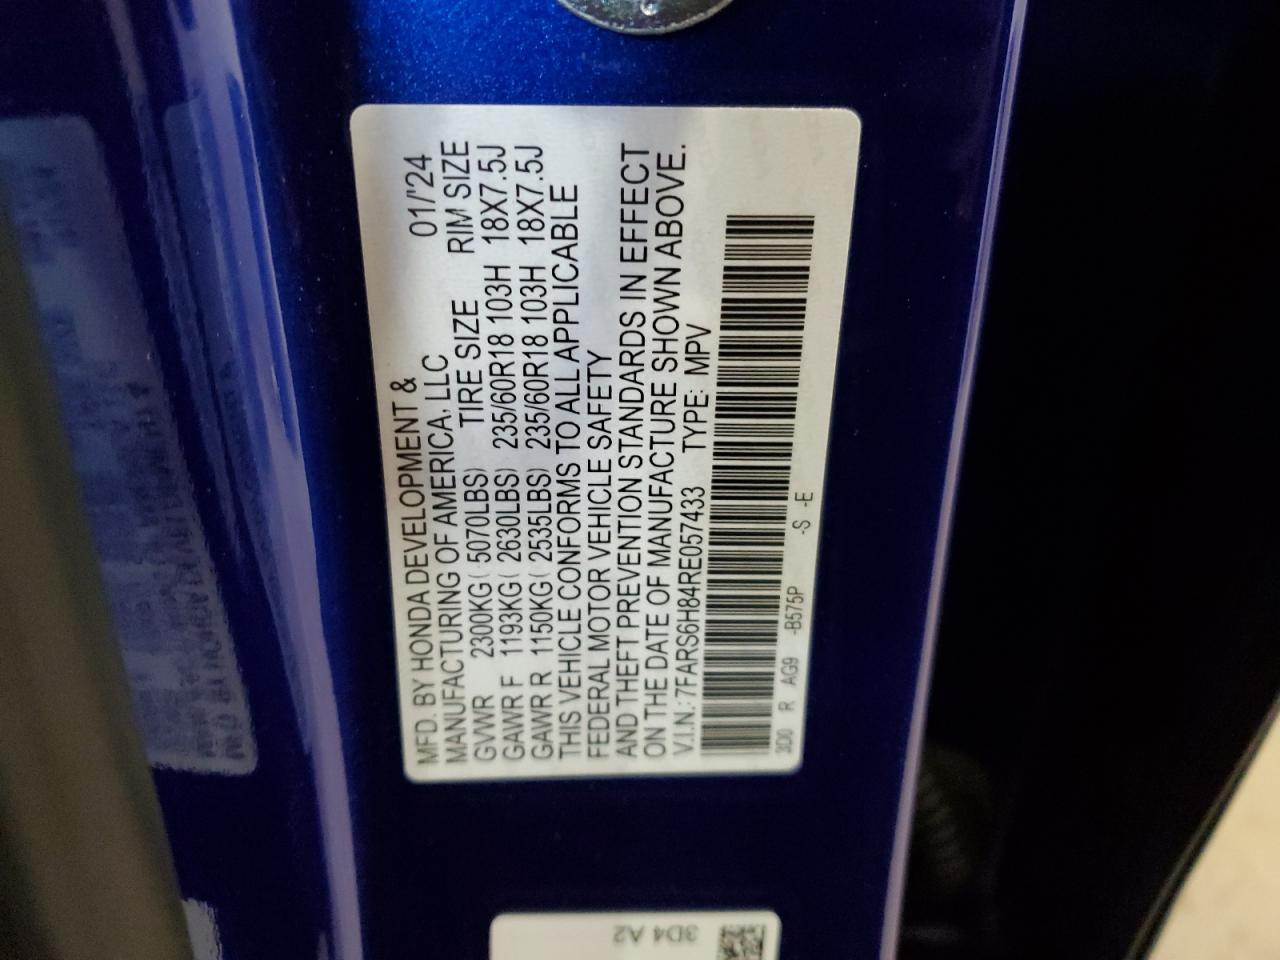 MFD. BY HONDA DEVELOPMENT &
MANUFACTURING OF AMERICA, LLC 01/'24
GVWR 2300KG( 5070LBS) TIRE SIZE RIM SIZE
GAWR F 1193KG( 2630LBS) 235/60R18 103H 18X7.5J
GAWR R 1150KG( 2535LBS) 235/60R18 103H 18X7.5J
THIS VEHICLE CONFORMS TO ALL APPLICABLE
FEDERAL MOTOR VEHICLE SAFETY
AND THEFT PREVENTION STANDARDS IN EFFECT
ON THE DATE OF MANUFACTURE SHOWN ABOVE.
V.I.N.:7FARS6H84RE057433 TYPE: MPV
3D0 R AG9 -B575P -S -E
3D4 A2